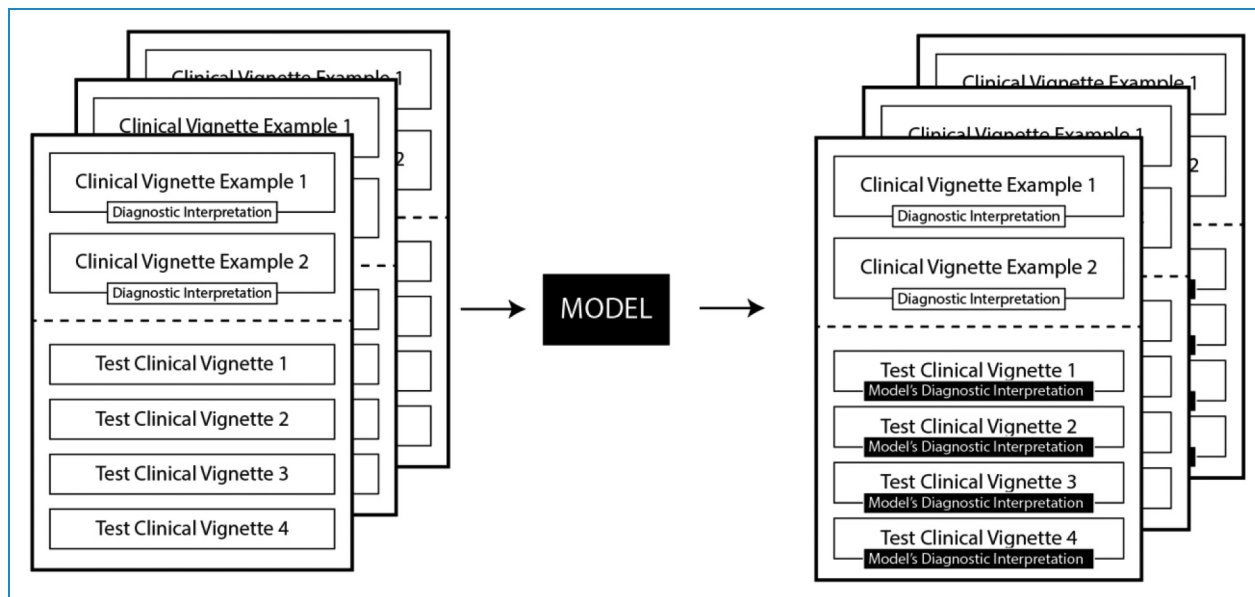 Clinical Vignette Example 1
Clinical Vignette Example 1
2
Clinical Vignette Example 1
Diagnostic Interpretation
Clinical Vignette Example 2
Diagnostic Interpretation
Test Clinical Vignette 1
Test Clinical Vignette 2
Test Clinical Vignette 3
Test Clinical Vignette 4
MODEL
Clinical Vignette Example 1
Clinical Vignette Example 1
2
Clinical Vignette Example 1
Diagnostic Interpretation
Clinical Vignette Example 2
Diagnostic Interpretation
Test Clinical Vignette 1
Model's Diagnostic Interpretation
Test Clinical Vignette 2
Model's Diagnostic Interpretation
Test Clinical Vignette 3
Model's Diagnostic Interpretation
Test Clinical Vignette 4
Model's Diagnostic Interpretation